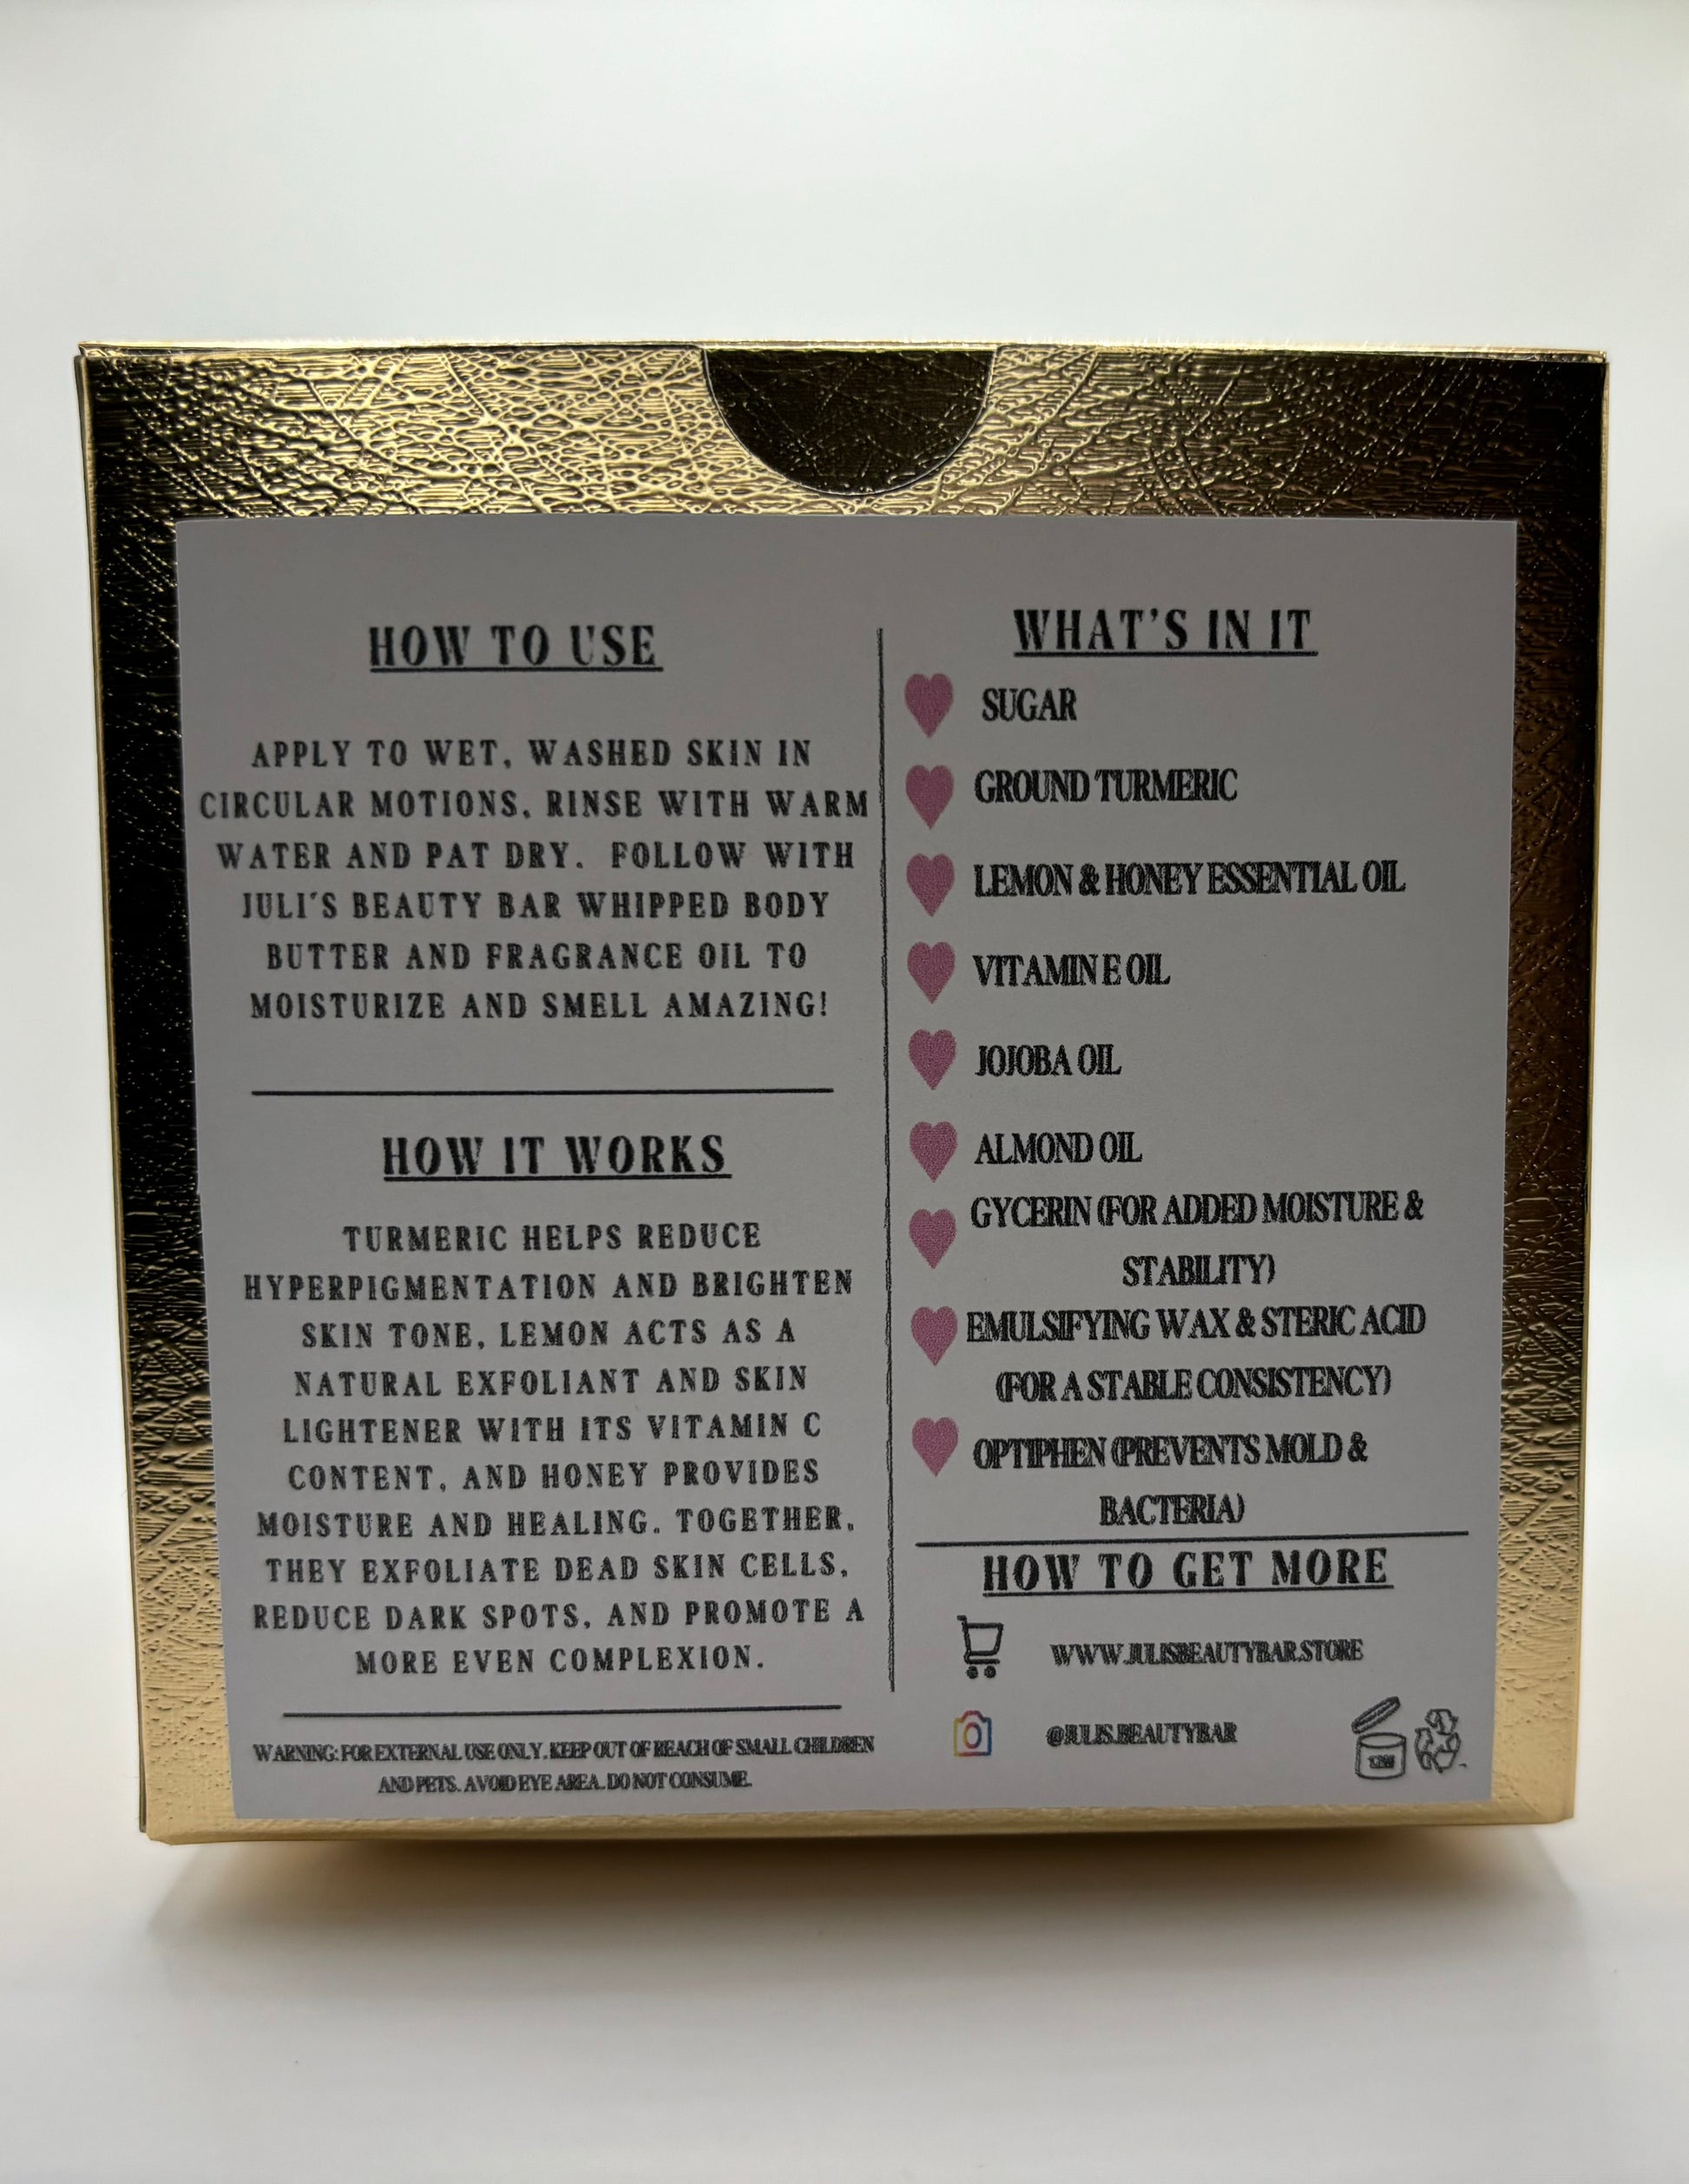 HOW TO USE
APPLY TO WET, WASHED SKIN IN
CIRCULAR MOTIONS, RINSE WITH WARM
WATER AND PAT DRY. FOLLOW WITH
JULI'S BEAUTY BAR WHIPPED BODY
BUTTER AND FRAGRANCE OIL TO
MOISTURIZE AND SMELL AMAZING!
HOW IT WORKS
TURMERIC HELPS REDUCE
HYPERPIGMENTATION AND BRIGHTEN
SKIN TONE, LEMON ACTS AS A
NATURAL EXFOLIANT AND SKIN
LIGHTENER WITH ITS VITAMIN C
CONTENT, AND HONEY PROVIDES
MOISTURE AND HEALING. TOGETHER,
THEY EXFOLIATE DEAD SKIN CELLS,
REDUCE DARK SPOTS, AND PROMOTE A
MORE EVEN COMPLEXION.
WARNING: FOR EXTERNAL USE ONLY. KEEP OUT OF REACH OF SMALL CHILDREN
AND PETS. AVOID EYE AREA. DO NOT CONSUME.
WHAT'S IN IT
SUGAR
GROUND TURMERIC
LEMON & HONEY ESSENTIAL OIL
VITAMIN E OIL
JOJOBA OIL
ALMOND OIL
GYCERIN (FOR ADDED MOISTURE &
STABILITY)
EMULSIFYING WAX & STERIC ACID
(FOR A STABLE CONSISTENCY)
OPTIPHEN (PREVENTS MOLD &
BACTERIA)
HOW TO GET MORE
WWW.JULISBEAUTYBAR.STORE
@JULIS.BEAUTYBAR